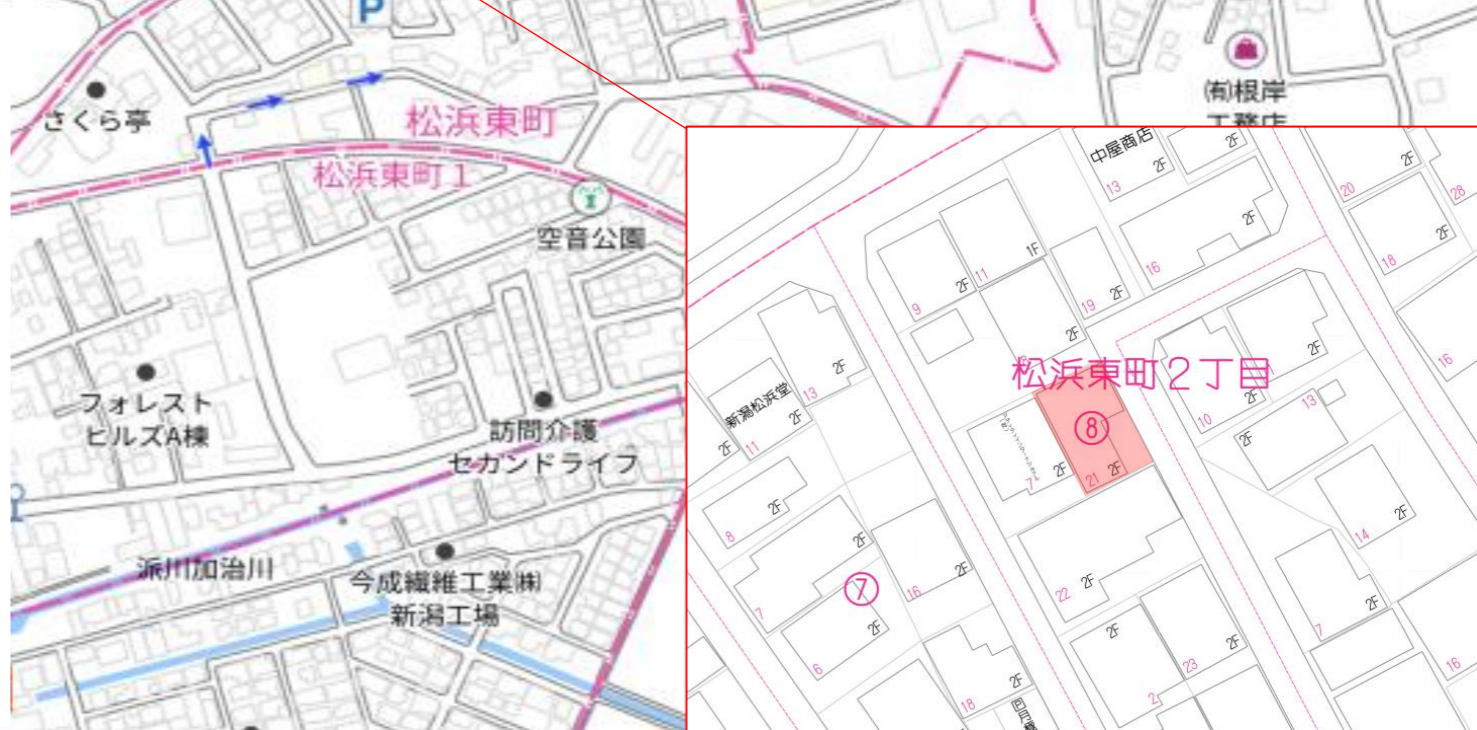 P
さくら亭
松浜東町
松浜東町1
空音公園
㈲根岸
工務店
フォレスト
ヒルズA棟
訪問介護
セカンドライフ
派川加治川
今成繊維工業㈱
新潟工場
中屋商店
2F
13
2F
20
2F
28
2F
18
2F
16
11
1F
9
2F
19
2F
2F
16
松浜東町2丁目
新潟松浜堂
2F
11
2F
13
2F
⑧
21
2F
7
2F
10
2F
13
2F
2F
8
2F
7
2F
⑦
6
2F
16
2F
22
2F
14
2F
7
2F
23
2F
2F
2
18
2F
16